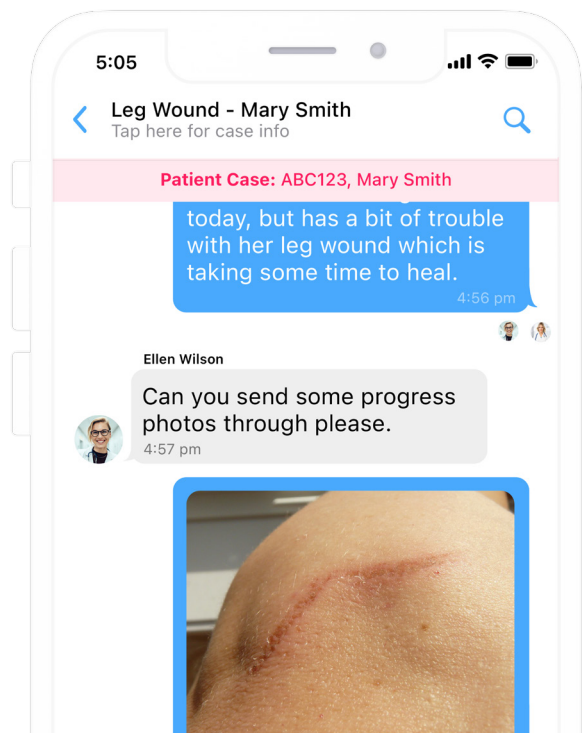 5:05
Leg Wound - Mary Smith
Tap here for case info
Patient Case: ABC123, Mary Smith
today, but has a bit of trouble
with her leg wound which is
taking some time to heal.
4:56 pm
Ellen Wilson
Can you send some progress
photos through please.
4:57 pm